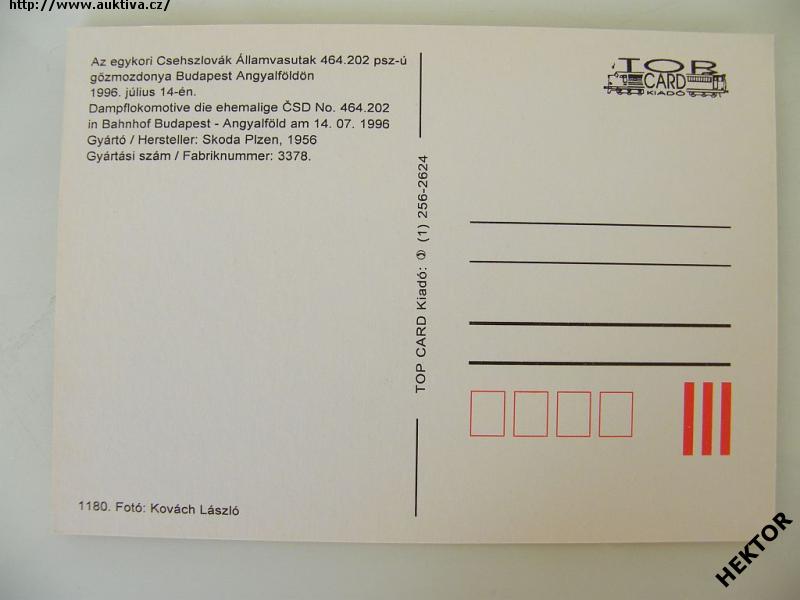 http://www.auktiva.cz/
Az egykori Csehszlovák Államvasutak 464.202 psz-ú
gőzmozdonya Budapest Angyalföldön
1996. július 14-én.
Dampflokomotive die ehemalige ČSD No. 464.202
in Bahnhof Budapest - Angyalföld am 14. 07. 1996
Gyártó / Hersteller: Skoda Plzen, 1956
Gyártási szám / Fabriknummer: 3378.
1180. Fotó: Kovách László
TOP CARD Kiadó: ✆ (1) 256-2624
TOP
CARD
KIADÓ
HEKTOR